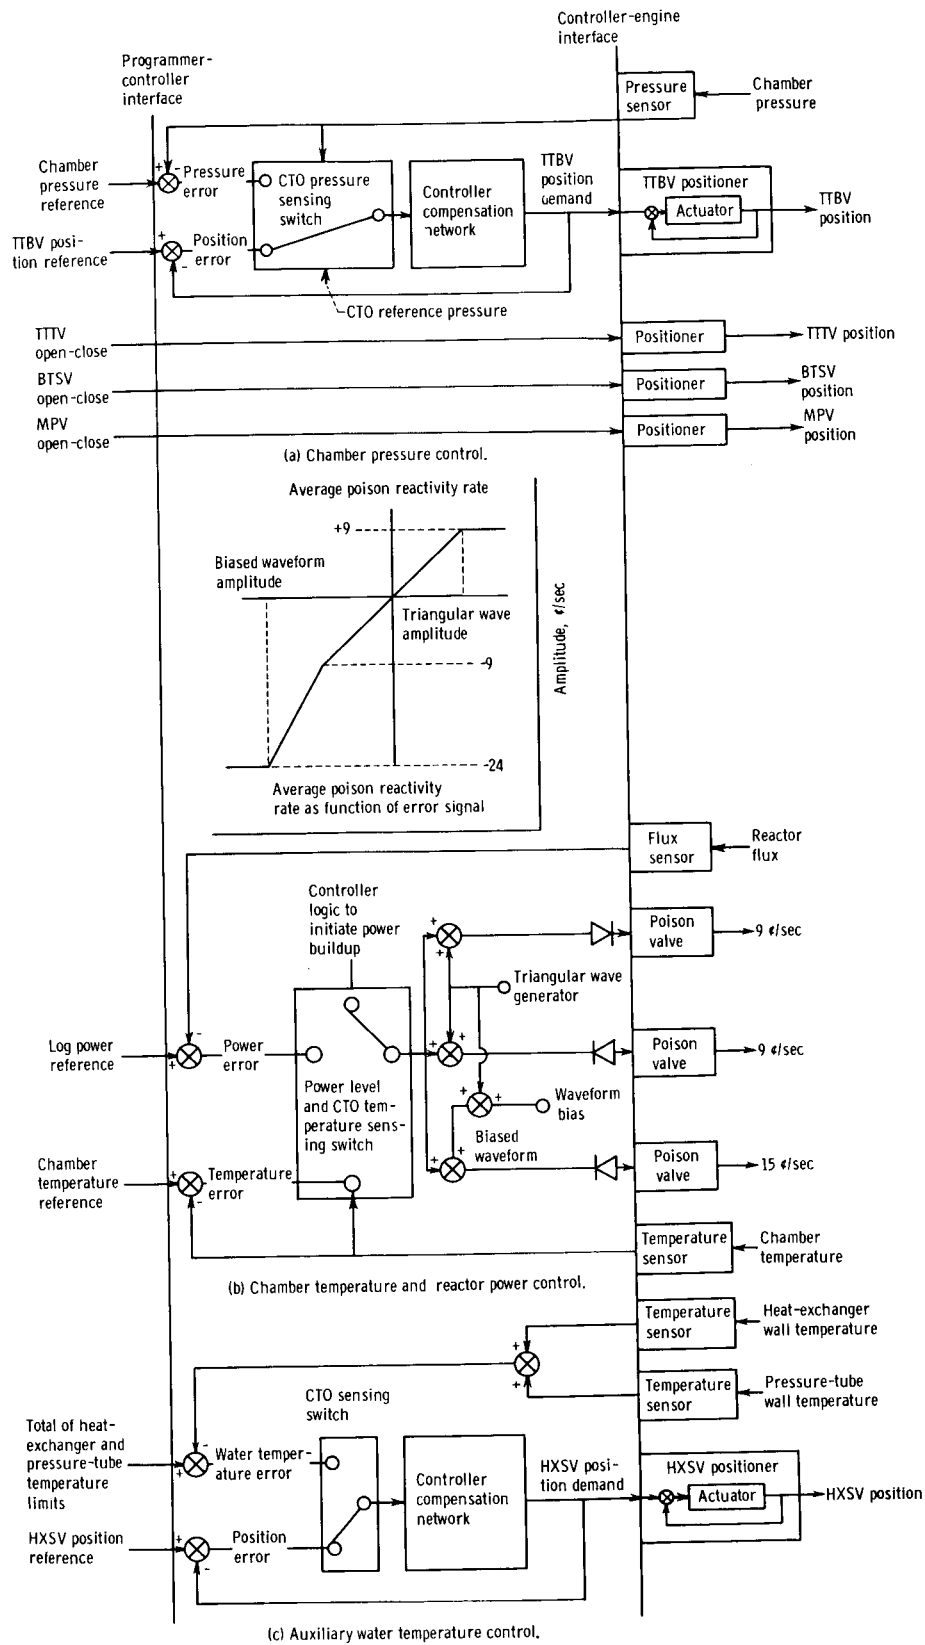 Controller-engine
interface
Programmer-
controller
interface
Pressure
sensor
Chamber
pressure
Chamber
pressure
reference
+
-
Pressure
error
CTO pressure
sensing
switch
Controller
compensation
network
TTBV
position
demand
TTBV positioner
Actuator
TTBV
position
TTBV posi-
tion reference
+
-
Position
error
CTO reference pressure
TTTV
open-close
Positioner
TTTV position
BTSV
open-close
Positioner
BTSV
position
MPV
open-close
Positioner
MPV
position
(a) Chamber pressure control.
Average poison reactivity rate
+9
Biased waveform
amplitude
Triangular wave
amplitude
-9
-24
Amplitude, ¢/sec
Average poison reactivity
rate as function of error signal
Flux
sensor
Reactor
flux
Controller
logic to
initiate power
buildup
+
+
Poison
valve
9 ¢/sec
Triangular wave
generator
Log power
reference
-
+
Power
error
Power level
and CTO tem-
perature sens-
ing switch
+
+
Poison
valve
9 ¢/sec
+
+
Waveform
bias
Biased
waveform
+
+
Poison
valve
15 ¢/sec
Chamber
temperature
reference
+
-
Temperature
error
Temperature
sensor
Chamber
temperature
(b) Chamber temperature and reactor power control.
Temperature
sensor
Heat-exchanger
wall temperature
+
+
Temperature
sensor
Pressure-tube
wall temperature
CTO sensing
switch
Total of heat-
exchanger and
pressure-tube
temperature
limits
-
+
Water temper-
ature error
Controller
compensation
network
HXSV posi-
tion demand
HXSV positioner
Actuator
HXSV position
HXSV position
reference
+
-
Position
error
(c) Auxiliary water temperature control.